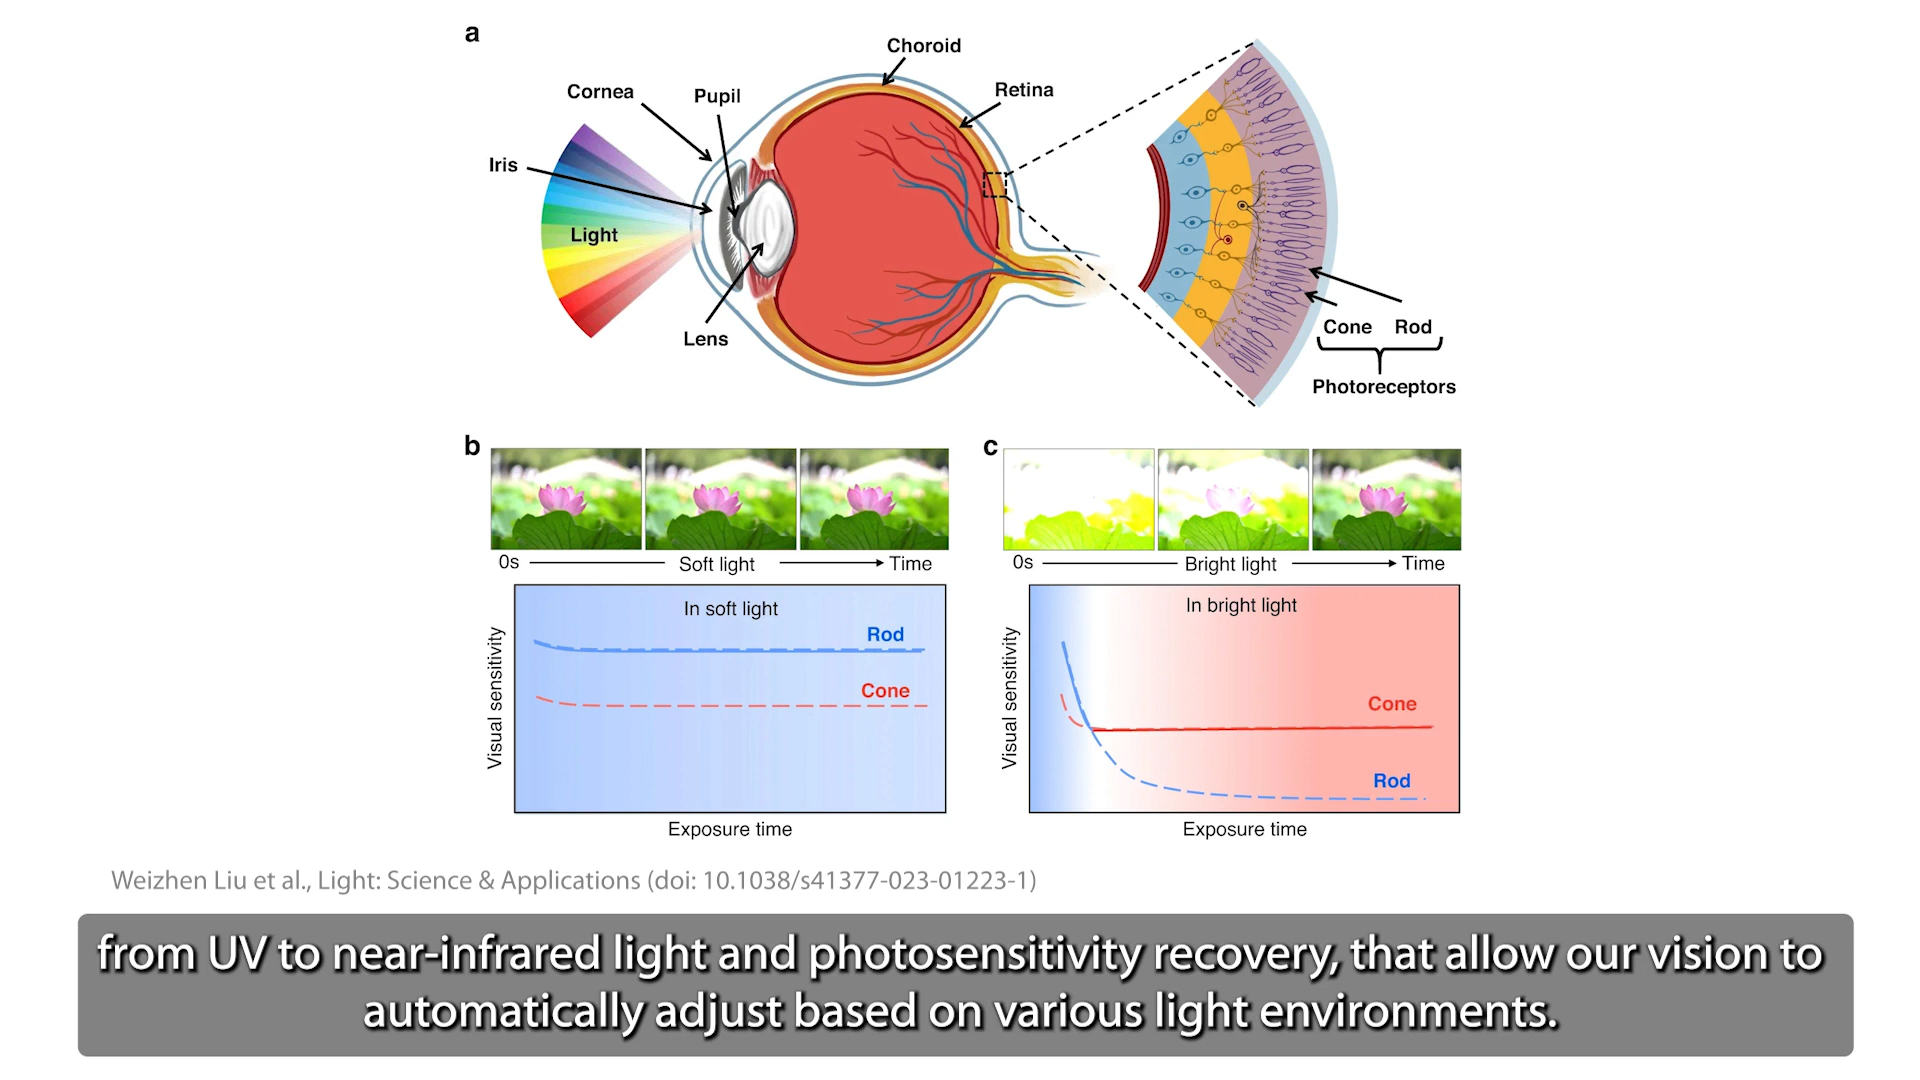 a
Choroid
Cornea
Pupil
Retina
Iris
Light
Lens
Cone Rod
Photoreceptors
b
0s Soft light Time
In soft light
Rod
Cone
Visual sensitivity
Exposure time
c
0s Bright light Time
In bright light
Cone
Rod
Visual sensitivity
Exposure time
Weizhen Liu et al., Light: Science & Applications (doi: 10.1038/s41377-023-01223-1)
from UV to near-infrared light and photosensitivity recovery, that allow our vision to
automatically adjust based on various light environments.